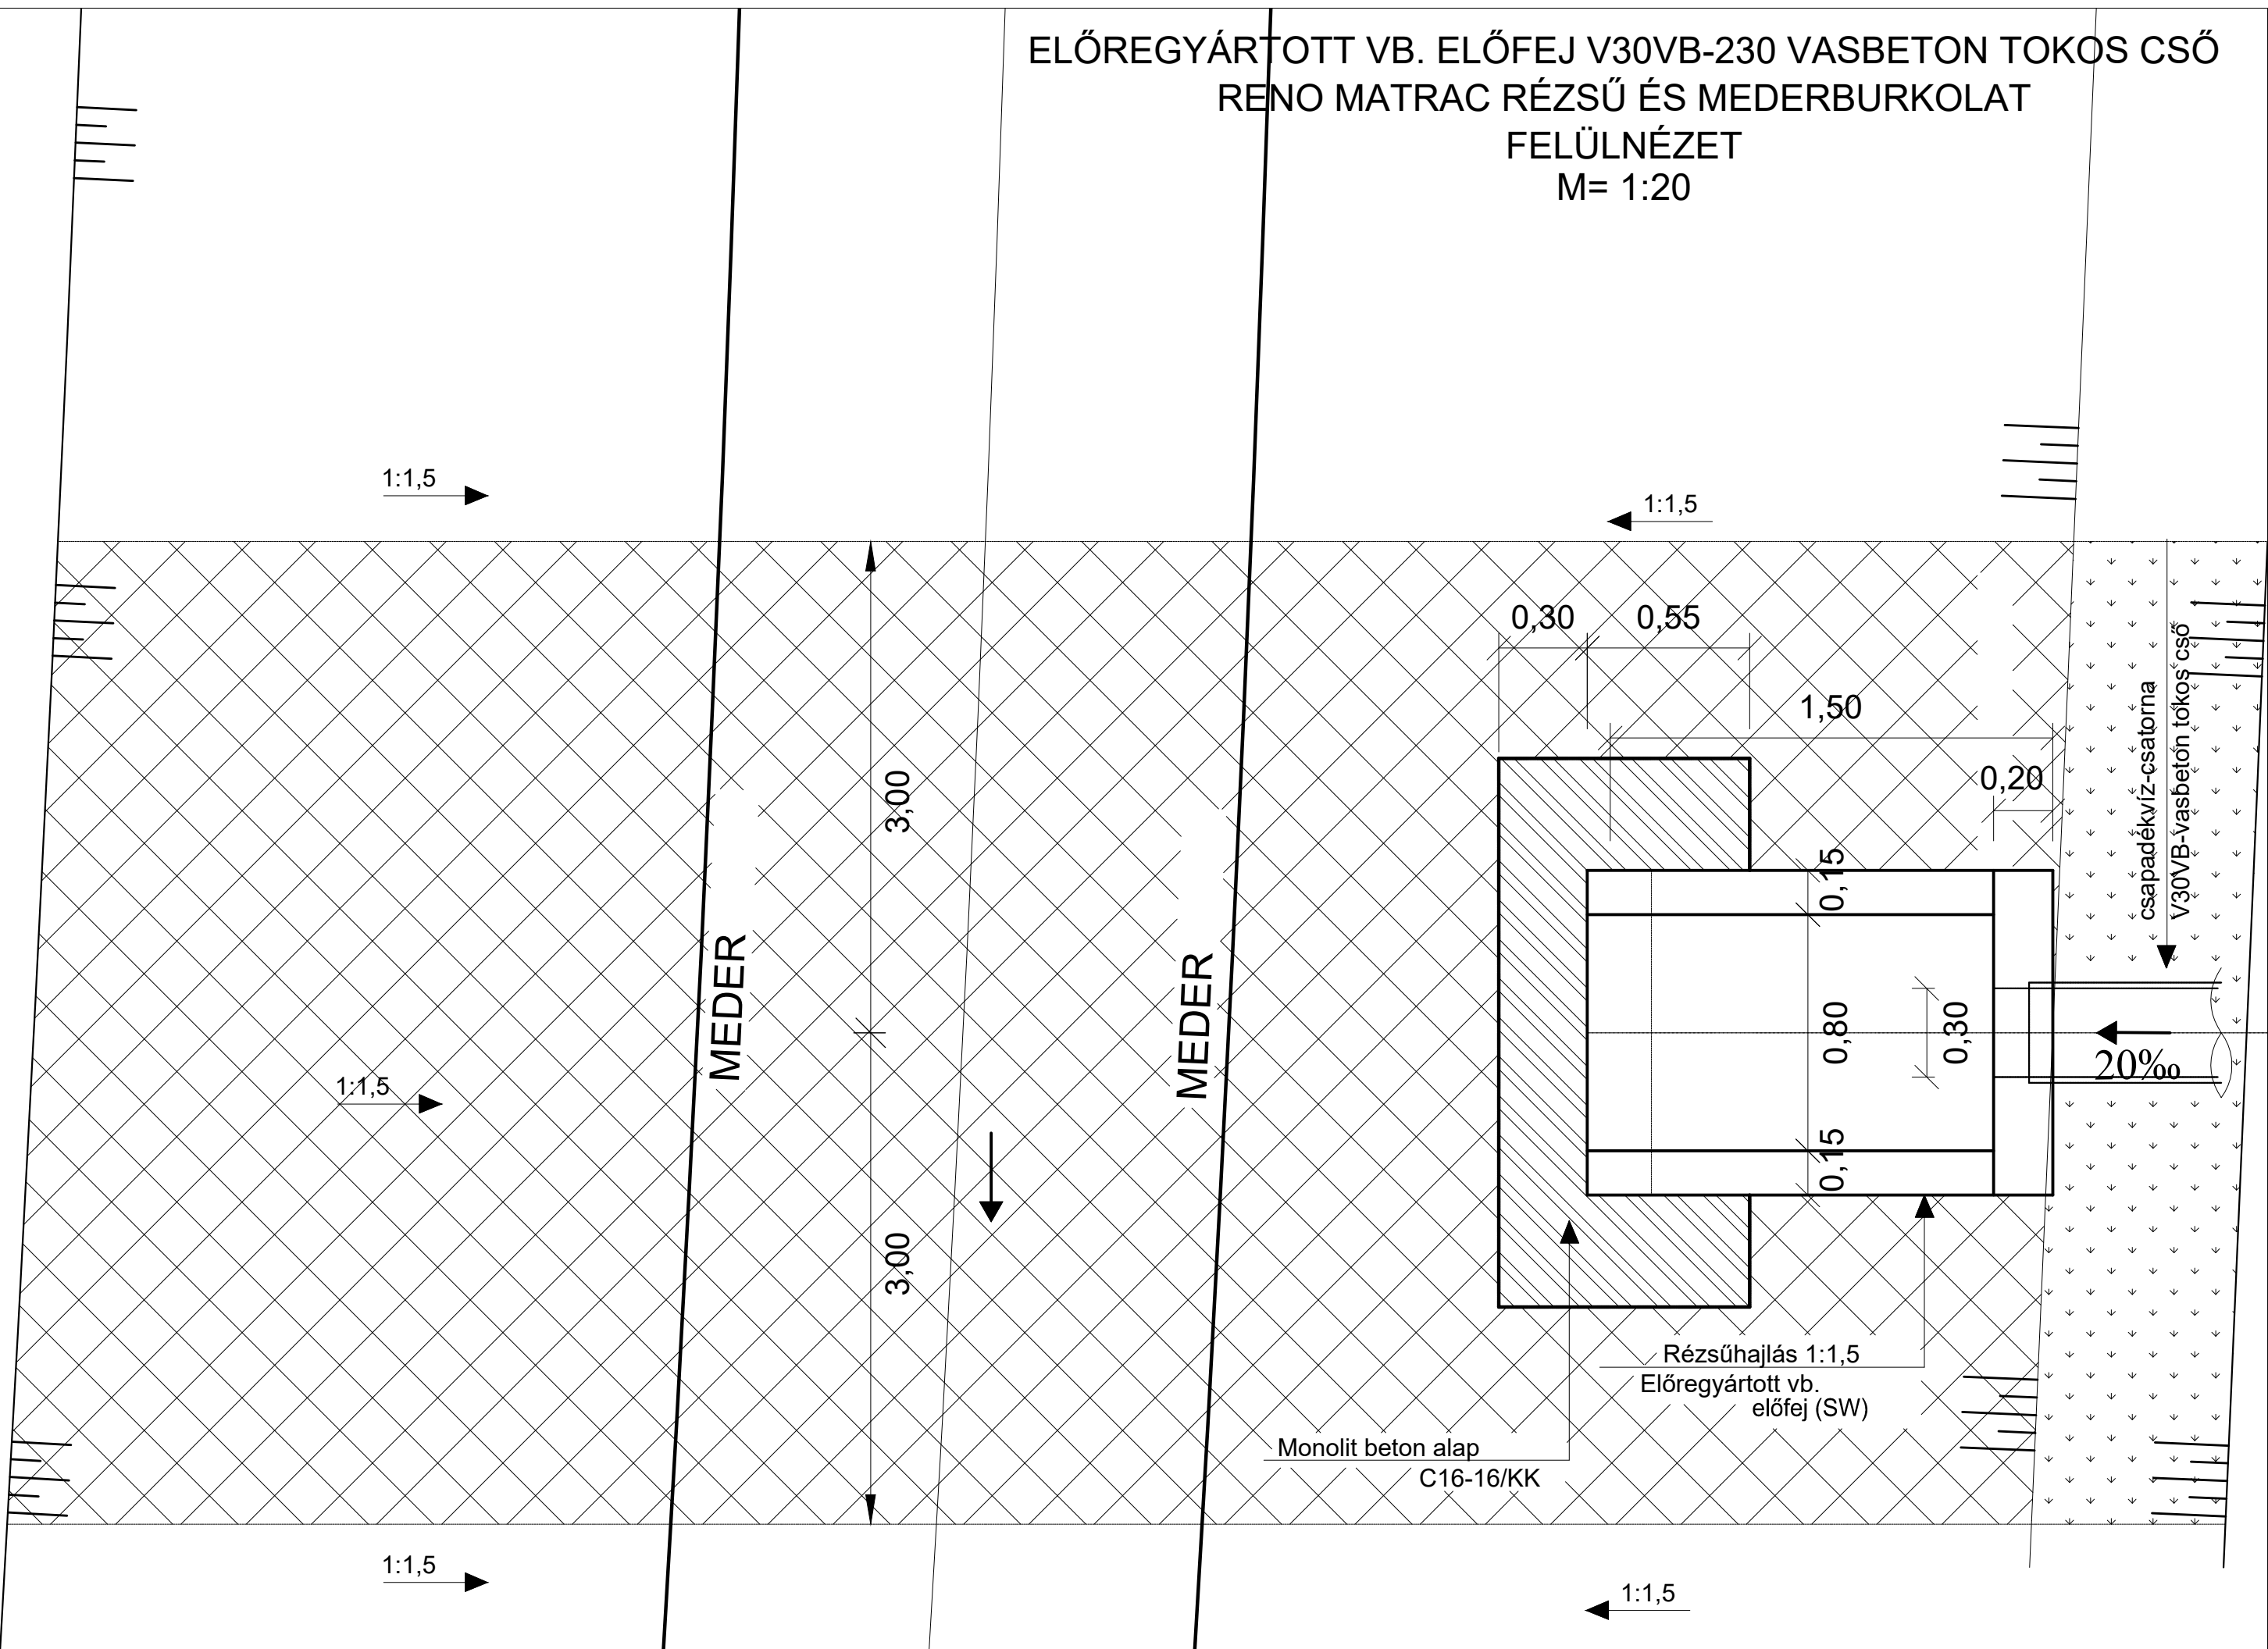 ELŐREGYÁRTOTT VB. ELŐFEJ V30VB-230 VASBETON TOKOS CSŐ
RENO MATRAC RÉZSŰ ÉS MEDERBURKOLAT
FELÜLNÉZET
M= 1:20
1:1,5
1:1,5
0,30
0,55
1,50
0,20
csapadékvíz-csatorna
V30VB-vasbeton tokos cső
3,00
0,15
MEDER
MEDER
0,80
0,30
20‰
1:1,5
0,15
3,00
Rézsűhajlás 1:1,5
Előregyártott vb.
előfej (SW)
Monolit beton alap
C16-16/KK
1:1,5
1:1,5